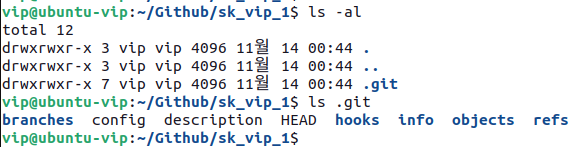 vip@ubuntu-vip:~/Github/sk_vip_1$ ls -al
total 12
drwxrwxr-x 3 vip vip 4096 11월 14 00:44 .
drwxrwxr-x 3 vip vip 4096 11월 14 00:44 ..
drwxrwxr-x 7 vip vip 4096 11월 14 00:44 .git
vip@ubuntu-vip:~/Github/sk_vip_1$ ls .git
branches config description HEAD hooks info objects refs
vip@ubuntu-vip:~/Github/sk_vip_1$